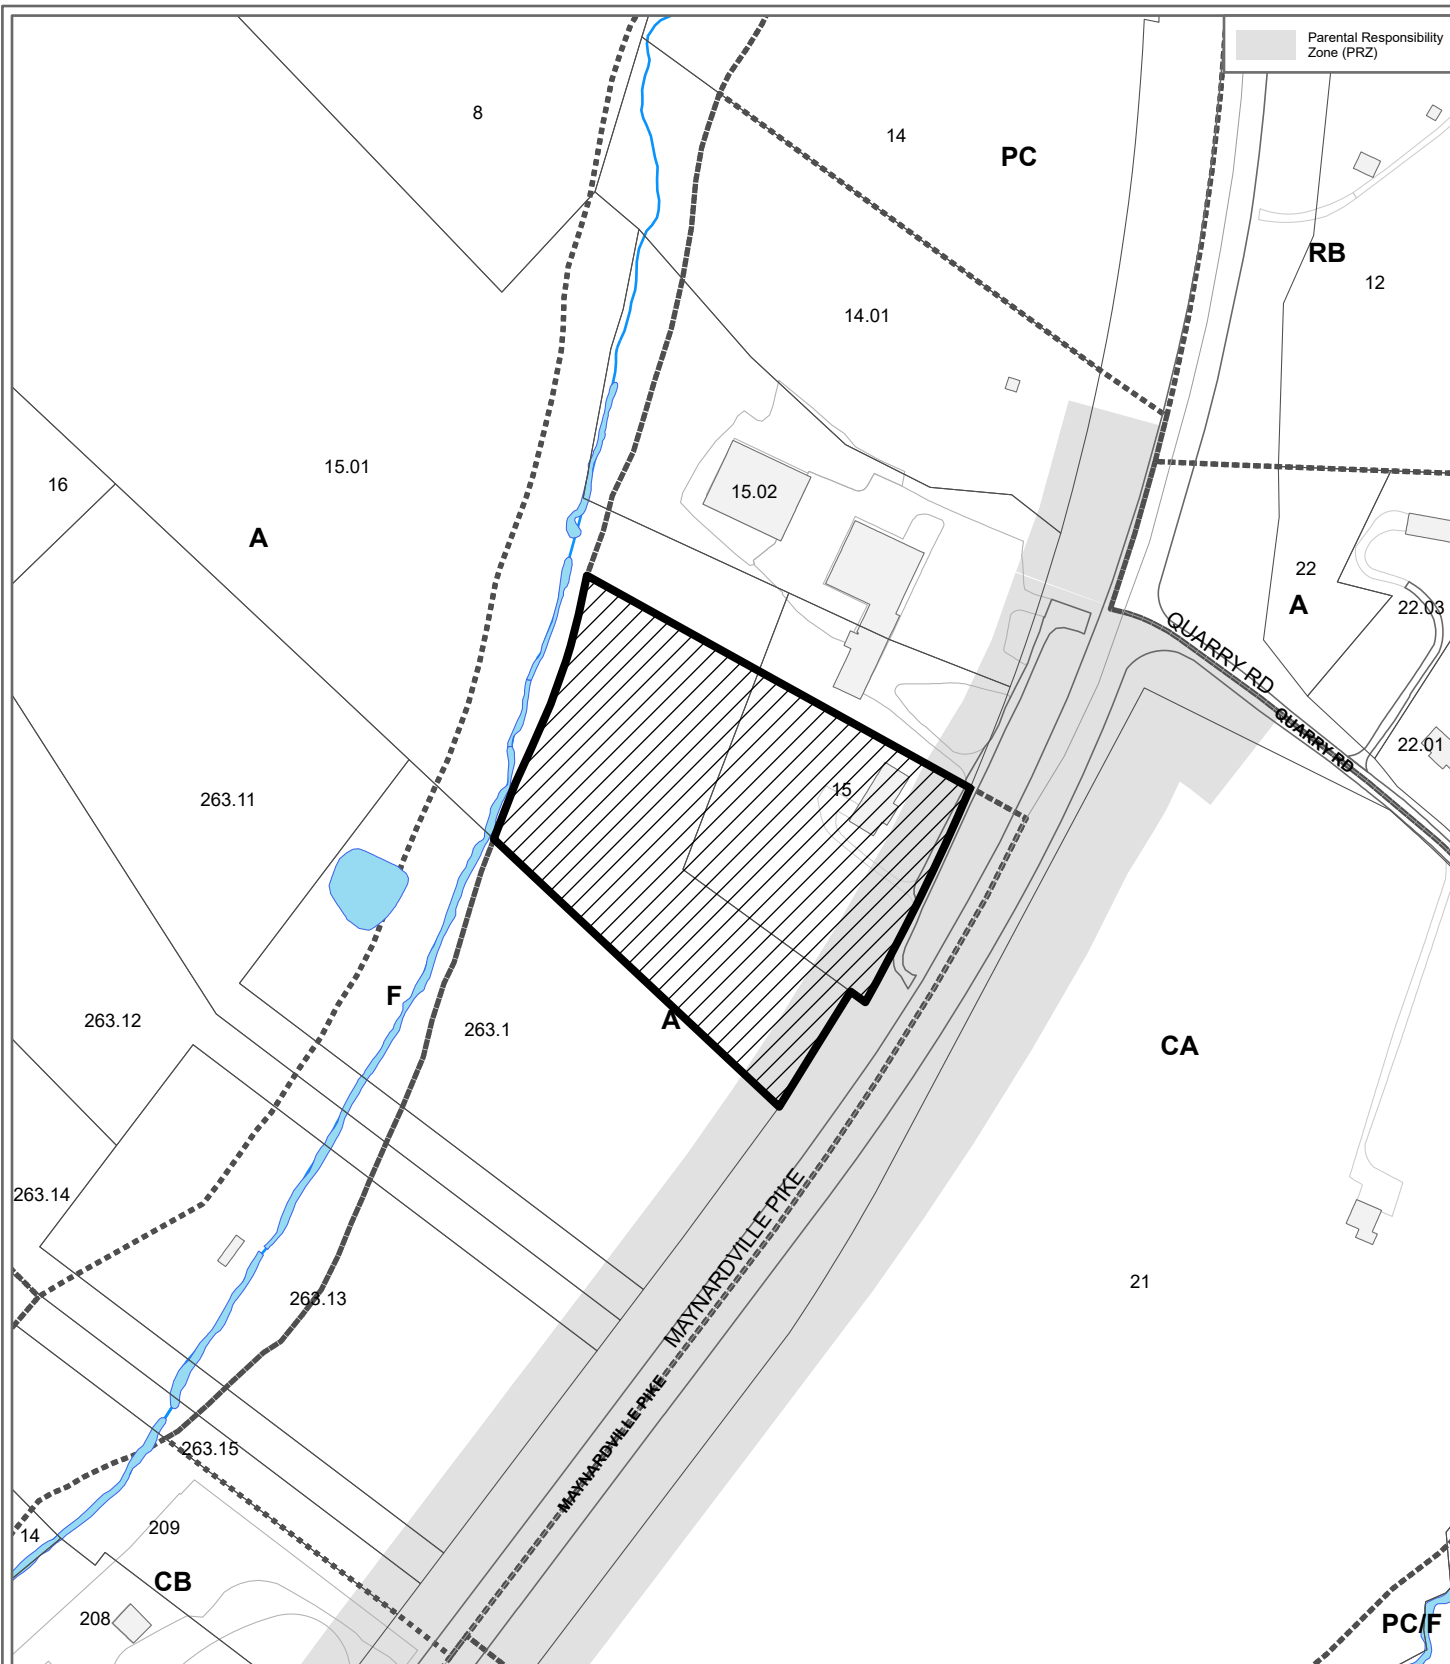 Parental Responsibility
Zone (PRZ)
8
14
PC
RB
12
14.01
15.01
16
15.02
A
22
A
22.03
QUARRY RD
QUARRY RD
22.01
15
263.11
F
263.12
263.1
A
CA
263.14
MAYNARDVILLE PIKE
21
263.13
MAYNARDVILLE PIKE
263.15
14
209
CB
208
PC/F